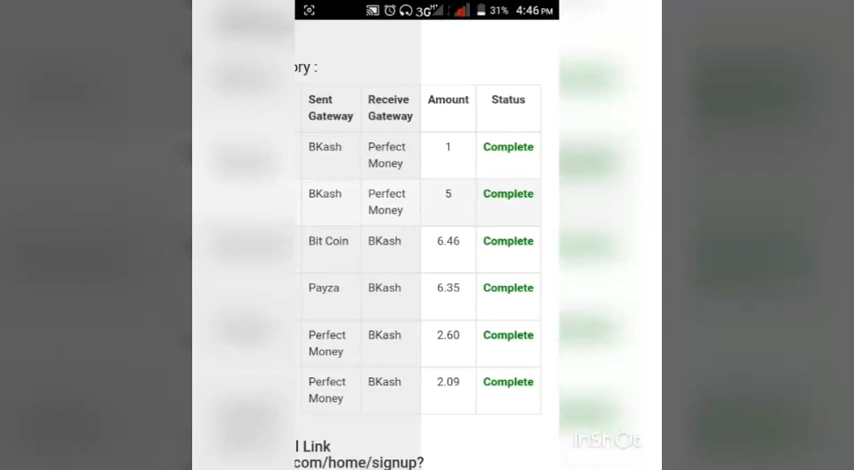 3G H 31% 4:46 PM
ory :
Sent Gateway Receive Gateway Amount Status
BKash Perfect Money 1 Complete
BKash Perfect Money 5 Complete
Bit Coin BKash 6.46 Complete
Payza BKash 6.35 Complete
Perfect Money BKash 2.60 Complete
Perfect Money BKash 2.09 Complete
l Link
.com/home/signup?
InShOt